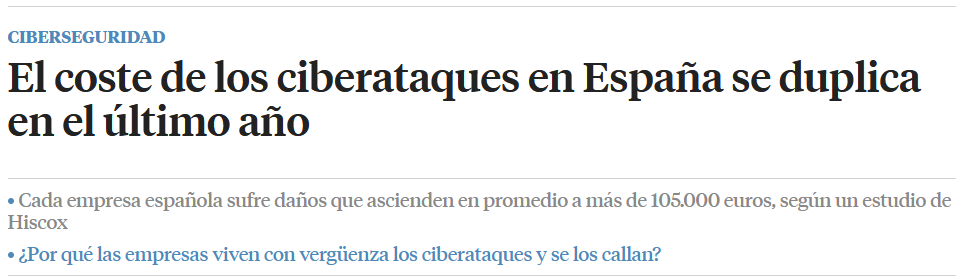 CIBERSEGURIDAD
El coste de los ciberataques en España se duplica
en el último año
• Cada empresa española sufre daños que ascienden en promedio a más de 105.000 euros, según un estudio de
Hiscox
• ¿Por qué las empresas viven con vergüenza los ciberataques y se los callan?